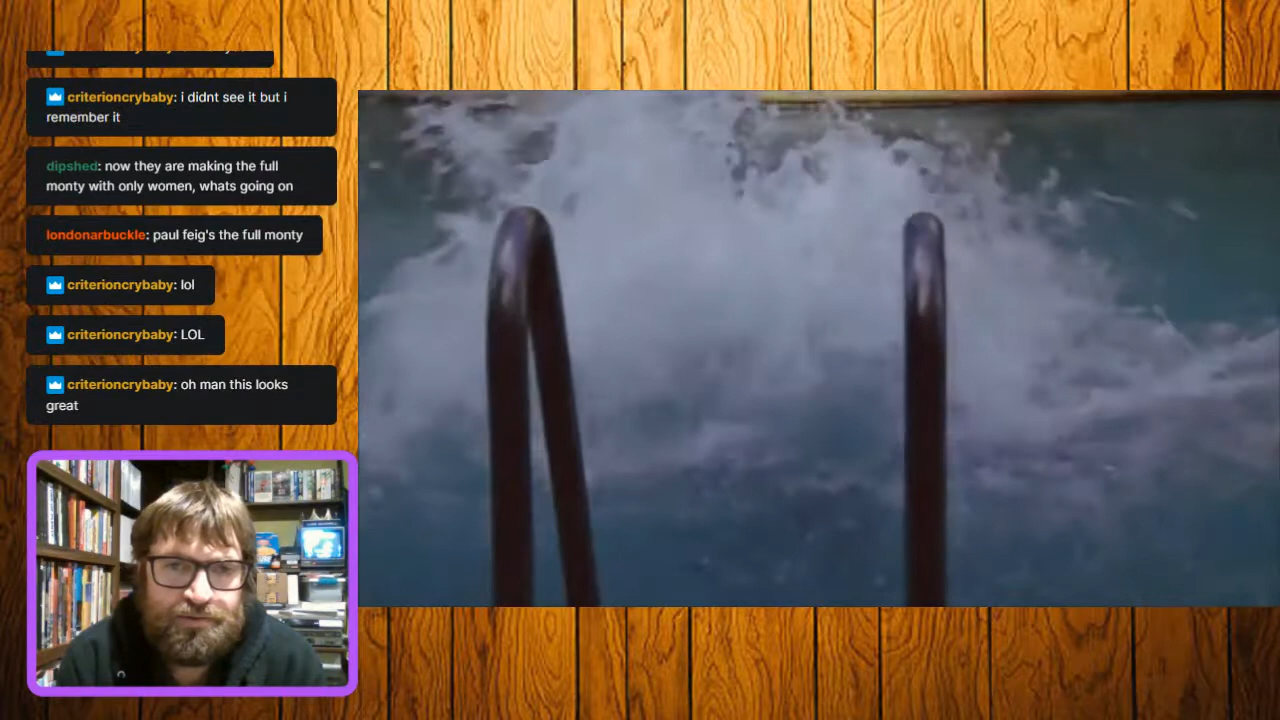 criterioncrybaby: i didnt see it but i
remember it
dipshed: now they are making the full
monty with only women, whats going on
londonarbuckle: paul feig's the full monty
criterioncrybaby: lol
criterioncrybaby: LOL
criterioncrybaby: oh man this looks
great